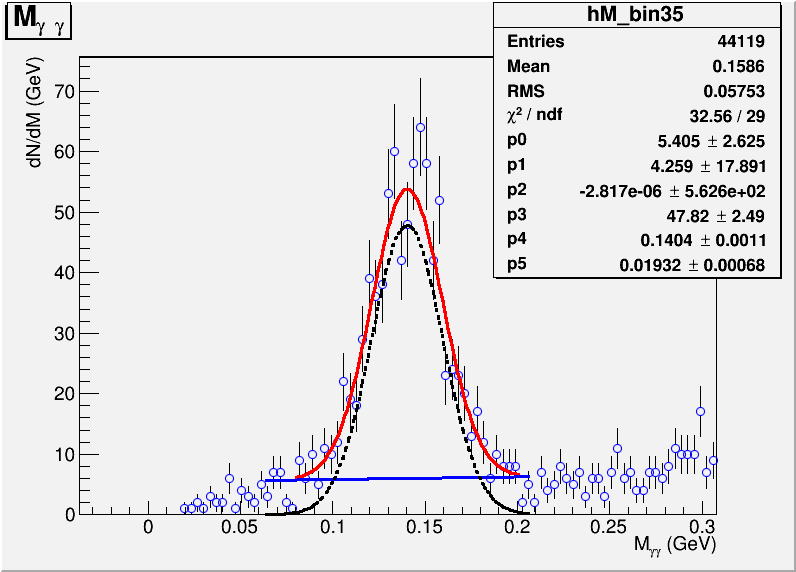 M γ γ
hM_bin35
Entries 44119
Mean 0.1586
RMS 0.05753
χ² / ndf 32.56 / 29
p0 5.405 ± 2.625
p1 4.259 ± 17.891
p2 -2.817e-06 ± 5.626e+02
p3 47.82 ± 2.49
p4 0.1404 ± 0.0011
p5 0.01932 ± 0.00068
dN/dM (GeV)
70
60
50
40
30
20
10
0
0 0.05 0.1 0.15 0.2 0.25 0.3
Mγγ (GeV)